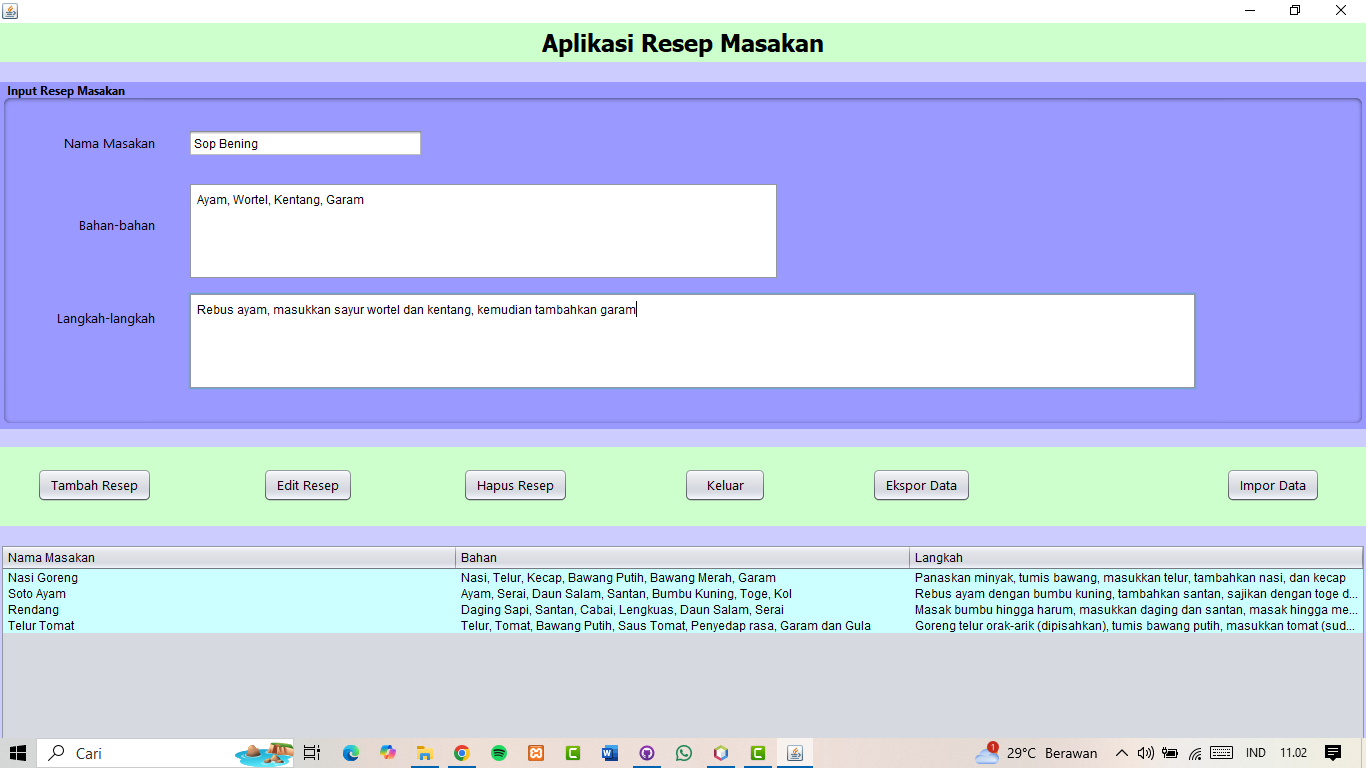 Aplikasi Resep Masakan
Input Resep Masakan
Nama Masakan Sop Bening
Bahan-bahan Ayam, Wortel, Kentang, Garam
Langkah-langkah Rebus ayam, masukkan sayur wortel dan kentang, kemudian tambahkan garam
Tambah Resep Edit Resep Hapus Resep Keluar Ekspor Data Impor Data
Nama Masakan Bahan Langkah
Nasi Goreng Nasi, Telur, Kecap, Bawang Putih, Bawang Merah, Garam Panaskan minyak, tumis bawang, masukkan telur, tambahkan nasi, dan kecap
Soto Ayam Ayam, Serai, Daun Salam, Santan, Bumbu Kuning, Toge, Kol Rebus ayam dengan bumbu kuning, tambahkan santan, sajikan dengan toge d...
Rendang Daging Sapi, Santan, Cabai, Lengkuas, Daun Salam, Serai Masak bumbu hingga harum, masukkan daging dan santan, masak hingga me...
Telur Tomat Telur, Tomat, Bawang Putih, Saus Tomat, Penyedap rasa, Garam dan Gula Goreng telur orak-arik (dipisahkan), tumis bawang putih, masukkan tomat (sud...
Cari 1 29°C Berawan IND 11.02